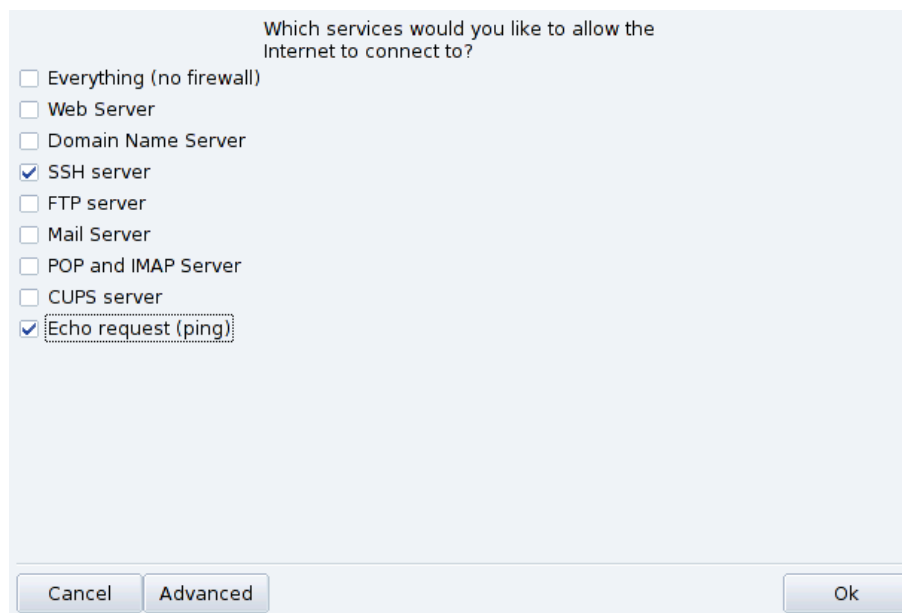 Which services would you like to allow the
Internet to connect to?
Everything (no firewall)
Web Server
Domain Name Server
SSH server
FTP server
Mail Server
POP and IMAP Server
CUPS server
Echo request (ping)
Cancel
Advanced
Ok